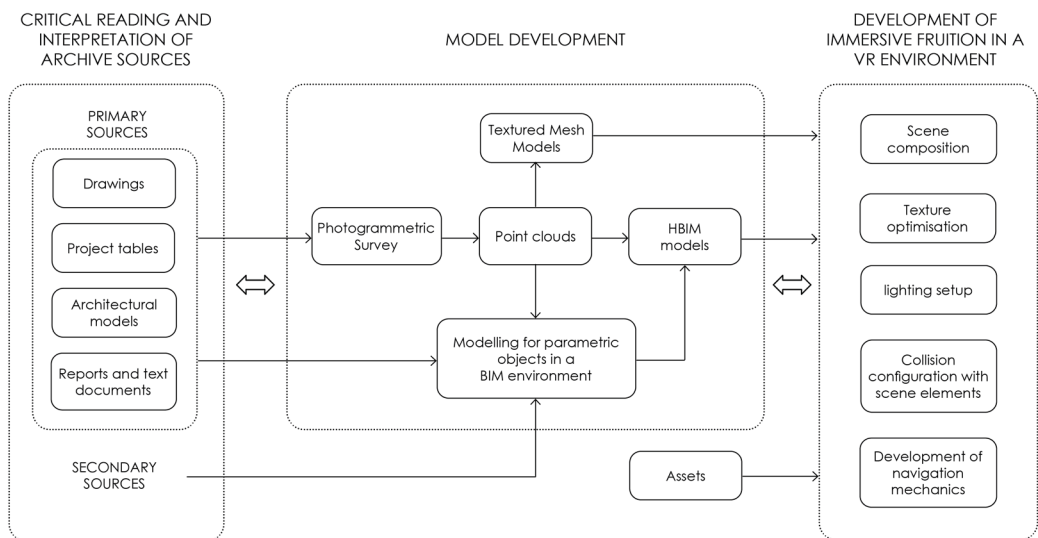 CRITICAL READING AND
INTERPRETATION OF
ARCHIVE SOURCES
PRIMARY
SOURCES
Drawings
Project tables
Architectural
models
Reports and text
documents
SECONDARY
SOURCES
MODEL DEVELOPMENT
Textured Mesh
Models
Photogrammetric
Survey
Point clouds
HBIM
models
Modelling for parametric
objects in a
BIM environment
Assets
DEVELOPMENT OF
IMMERSIVE FRUITION IN A
VR ENVIRONMENT
Scene
composition
Texture
optimisation
lighting setup
Collision
configuration with
scene elements
Development of
navigation
mechanics